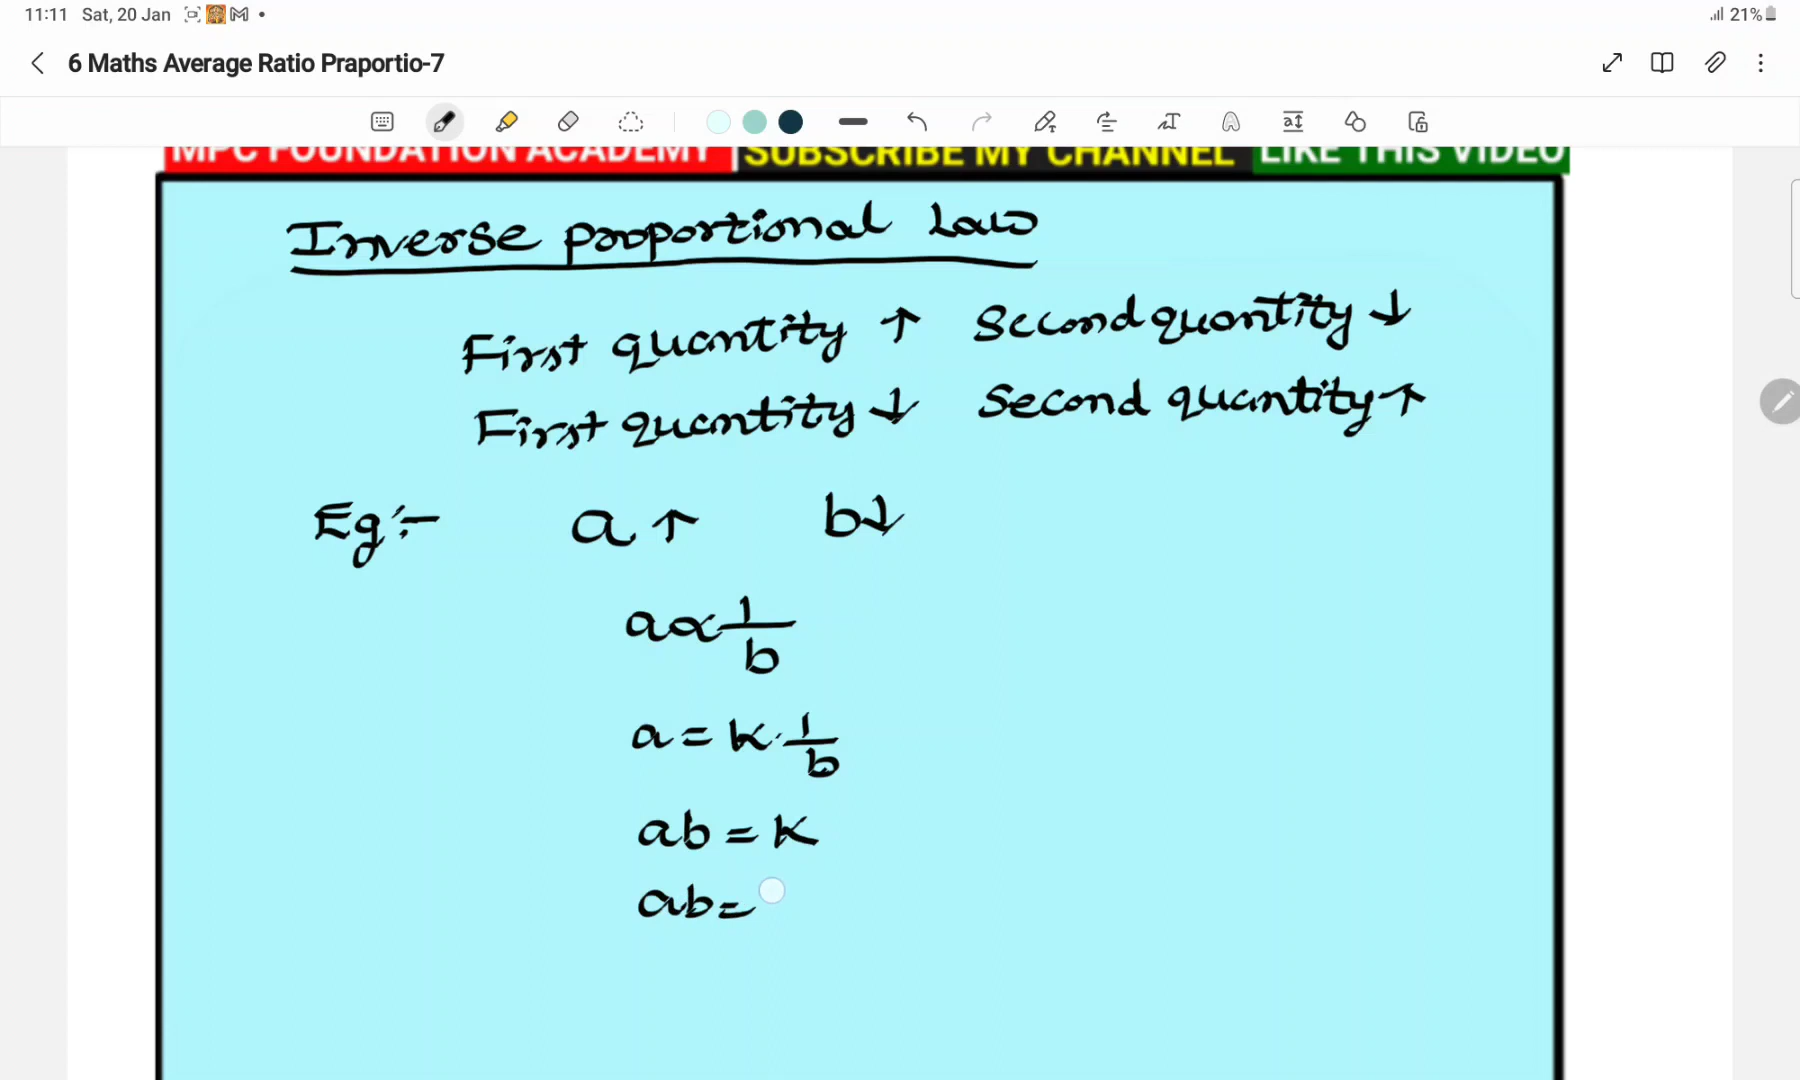 11:11 Sat, 20 Jan 21%
6 Maths Average Ratio Praportio-7
MPC FOUNDATION ACADEMY SUBSCRIBE MY CHANNEL LIKE THIS VIDEO
Inverse proportional Law
First quantity ↑ Second quantity ↓
First quantity ↓ Second quantity ↑
Eg:- a ↑ b↓
a∝1/b
a = K·1/b
ab = K
ab =